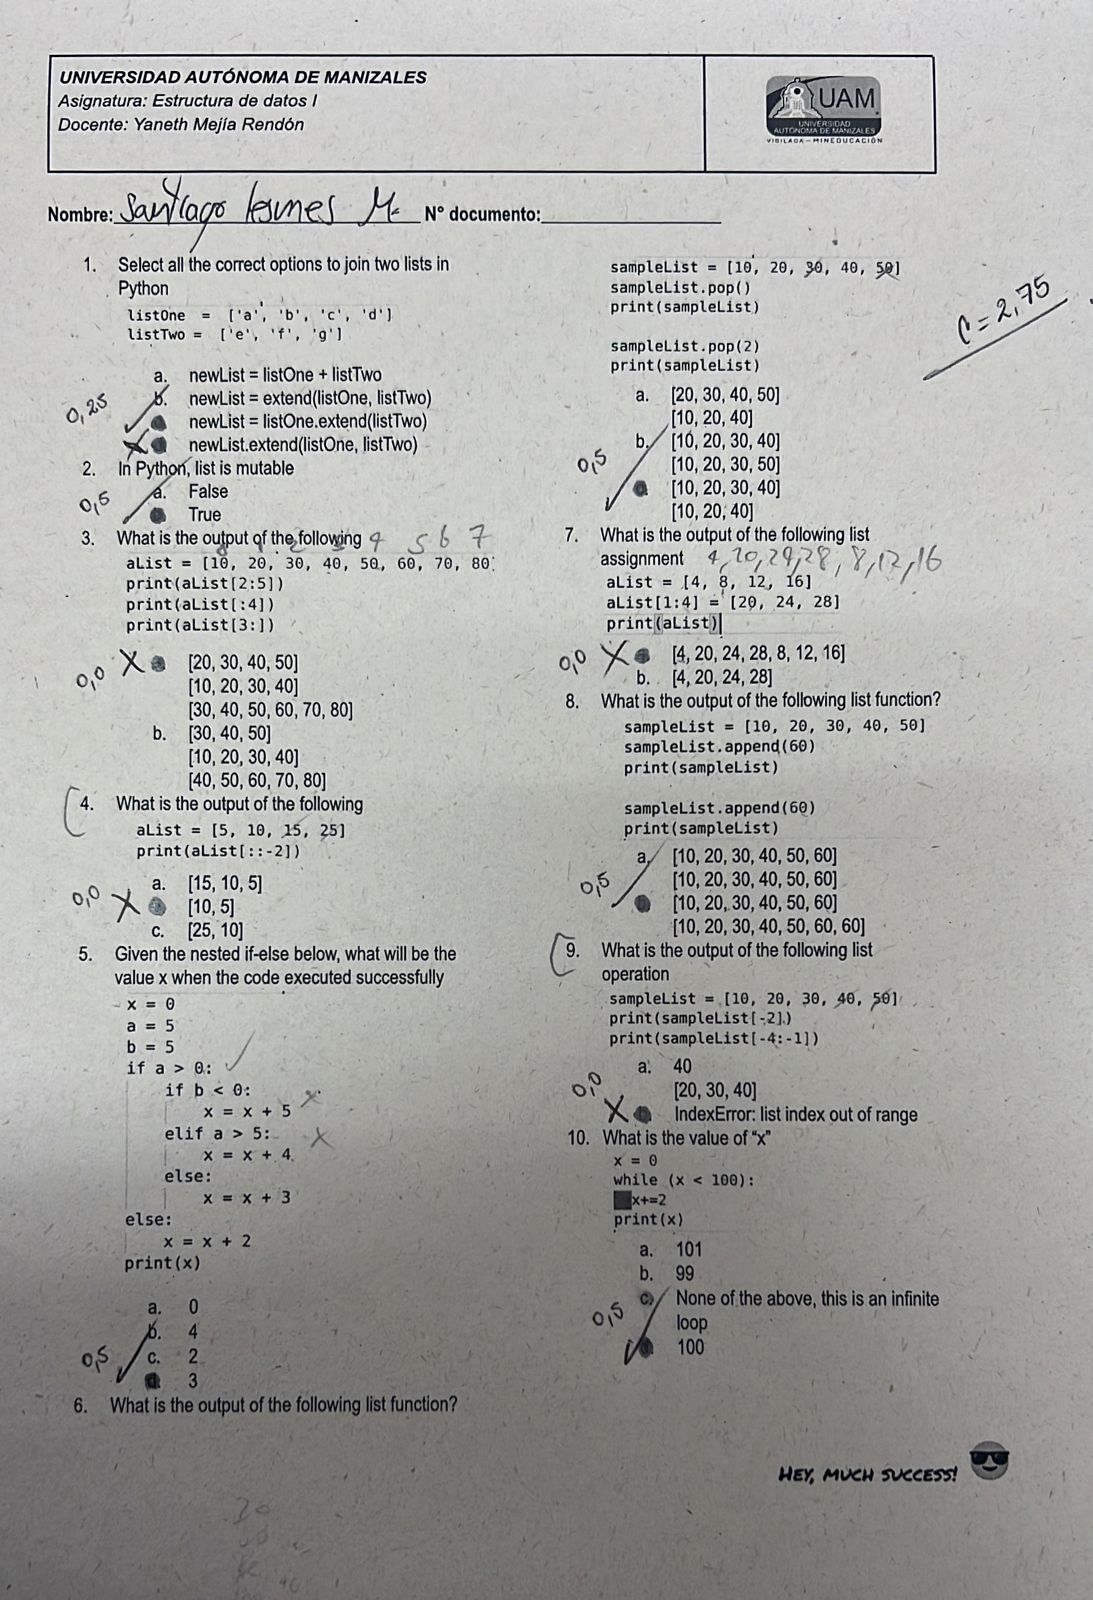 UNIVERSIDAD AUTÓNOMA DE MANIZALES
Asignatura: Estructura de datos I
Docente: Yaneth Mejía Rendón
UAM
UNIVERSIDAD
AUTÓNOMA DE MANIZALES
VIGILADA - MINEDUCACIÓN
Nombre: Santiago Lesmes M. N° documento:
1. Select all the correct options to join two lists in
Python
listOne = ['a', 'b', 'c', 'd']
listTwo = ['e', 'f', 'g']
a. newList = listOne + listTwo
0,25 b. newList = extend(listOne, listTwo)
newList = listOne.extend(listTwo)
X newList.extend(listOne, listTwo)
2. In Python, list is mutable
0,5 a. False
True
3. What is the output of the following
4 5 6 7
aList = [10, 20, 30, 40, 50, 60, 70, 80]
print(aList[2:5])
print(aList[:4])
print(aList[3:])
0,0 X a [20, 30, 40, 50]
[10, 20, 30, 40]
[30, 40, 50, 60, 70, 80]
b. [30, 40, 50]
[10, 20, 30, 40]
[40, 50, 60, 70, 80]
4. What is the output of the following
aList = [5, 10, 15, 25]
print(aList[::-2])
a. [15, 10, 5]
0,0 X [10, 5]
c. [25, 10]
5. Given the nested if-else below, what will be the
value x when the code executed successfully
x = 0
a = 5
b = 5
if a > 0:
if b < 0: x
x = x + 5
elif a > 5: x
x = x + 4
else:
x = x + 3
else:
x = x + 2
print(x)
a. 0
b. 4
0,5 c. 2
d. 3
6. What is the output of the following list function?
sampleList = [10, 20, 30, 40, 50]
sampleList.pop()
print(sampleList)
C = 2,75
sampleList.pop(2)
print(sampleList)
a. [20, 30, 40, 50]
[10, 20, 40]
b. [10, 20, 30, 40]
0,5 [10, 20, 30, 50]
[10, 20, 30, 40]
[10, 20, 40]
7. What is the output of the following list
assignment 4, 20, 24, 28, 8, 12, 16
aList = [4, 8, 12, 16]
aList[1:4] = [20, 24, 28]
print(aList)
0,0 X a [4, 20, 24, 28, 8, 12, 16]
b. [4, 20, 24, 28]
8. What is the output of the following list function?
sampleList = [10, 20, 30, 40, 50]
sampleList.append(60)
print(sampleList)
sampleList.append(60)
print(sampleList)
a. [10, 20, 30, 40, 50, 60]
0,5 [10, 20, 30, 40, 50, 60]
[10, 20, 30, 40, 50, 60]
[10, 20, 30, 40, 50, 60, 60]
9. What is the output of the following list
operation
sampleList = [10, 20, 30, 40, 50]
print(sampleList[-2])
print(sampleList[-4:-1])
a. 40
0,0 [20, 30, 40]
X IndexError: list index out of range
10. What is the value of “x”
x = 0
while (x < 100):
x+=2
print(x)
a. 101
b. 99
0,5 c. None of the above, this is an infinite
loop
100
HEY, MUCH SUCCESS!